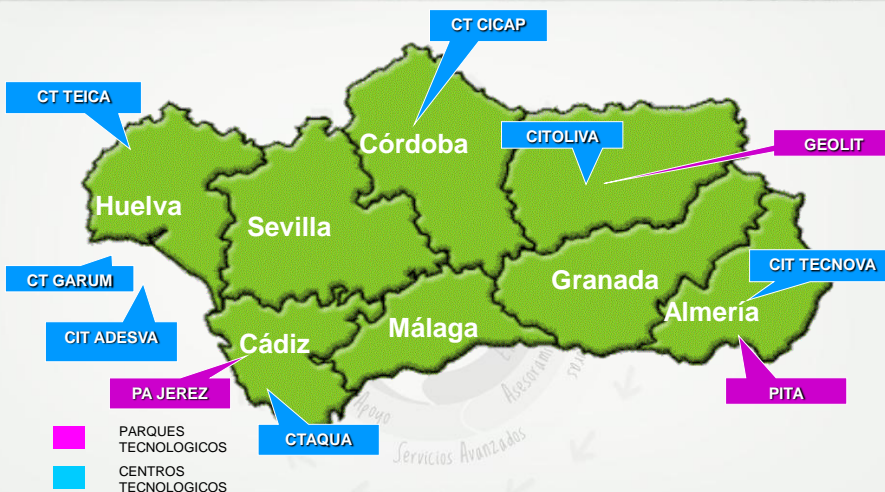 CT CICAP
CT TEICA
Córdoba
CITOLIVA
GEOLIT
Huelva
Sevilla
CT GARUM
Granada
CIT TECNOVA
Almería
CIT ADESVA
Cádiz
Málaga
PA JEREZ
PITA
CTAQUA
Apoyo
Servicios Avanzados
PARQUES
TECNOLOGICOS
CENTROS
TECNOLOGICOS